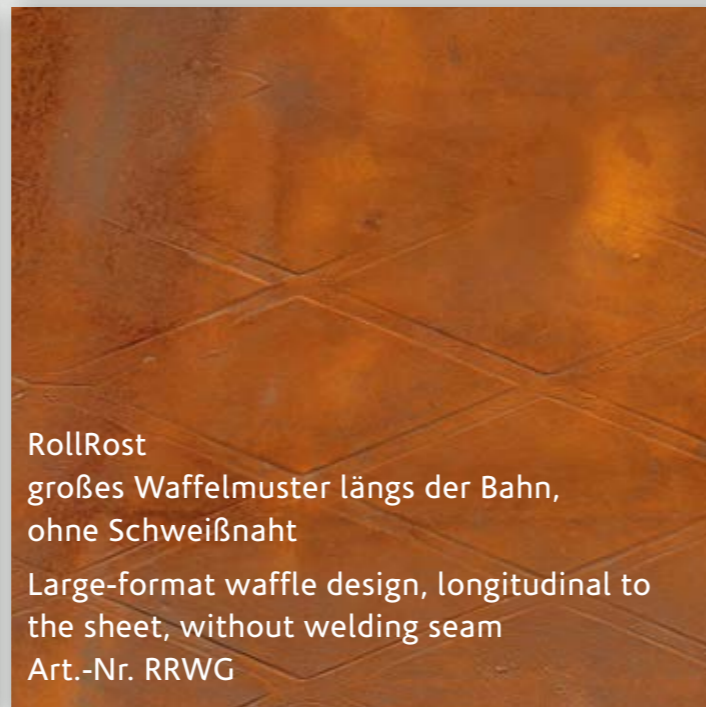 RollRost
großes Waffelmuster längs der Bahn,
ohne Schweißnaht
Large-format waffle design, longitudinal to
the sheet, without welding seam
Art.-Nr. RRWG